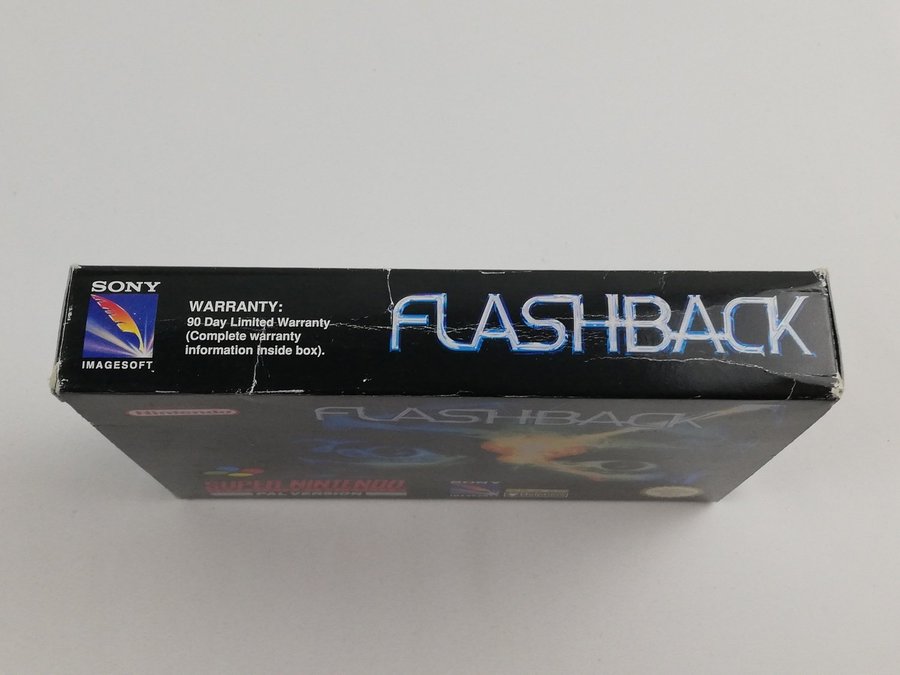 SONY
IMAGESOFT
WARRANTY:
90 Day Limited Warranty
(Complete warranty
information inside box).
FLASHBACK
Nintendo
FLASHBACK
SUPER NINTENDO
PAL VERSION
SONY